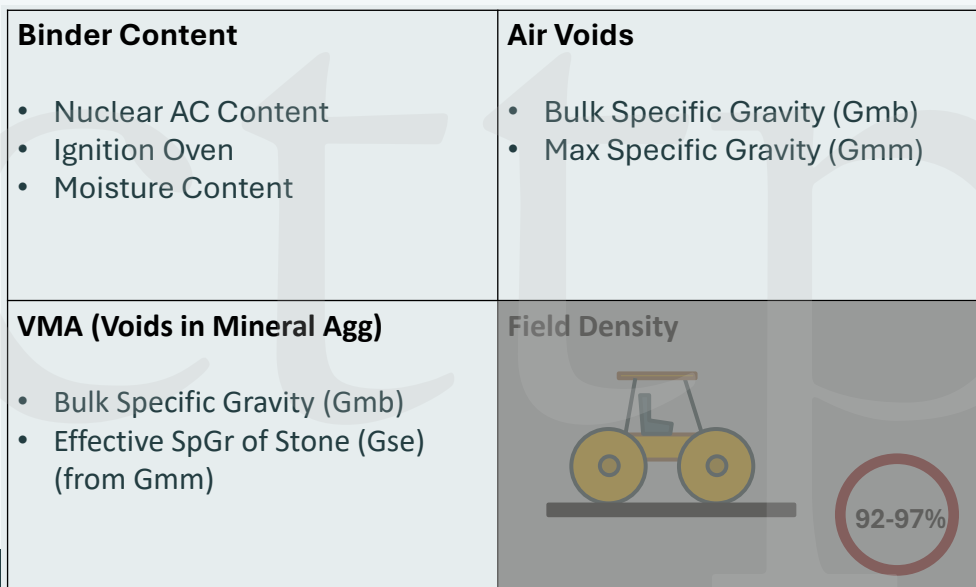 Binder Content
• Nuclear AC Content
• Ignition Oven
• Moisture Content
Air Voids
• Bulk Specific Gravity (Gmb)
• Max Specific Gravity (Gmm)
VMA (Voids in Mineral Agg)
• Bulk Specific Gravity (Gmb)
• Effective SpGr of Stone (Gse)
(from Gmm)
Field Density
92-97%